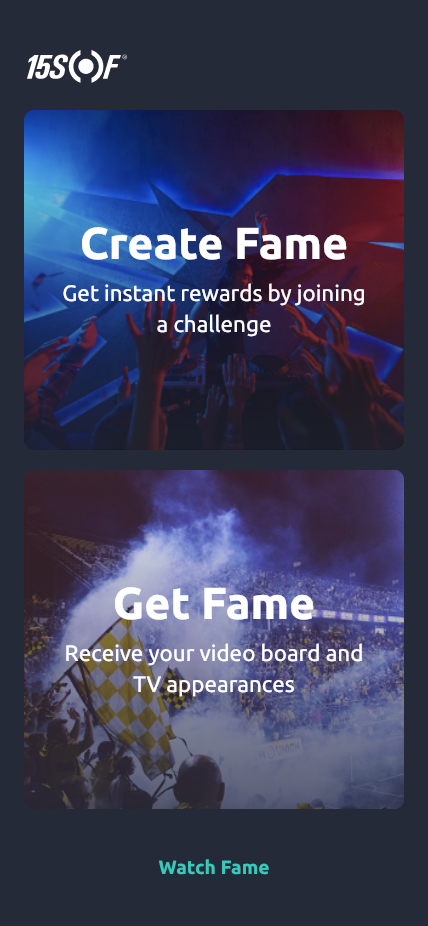 15SOF
Create Fame
Get instant rewards by joining
a challenge
Get Fame
Receive your video board and
TV appearances
Watch Fame